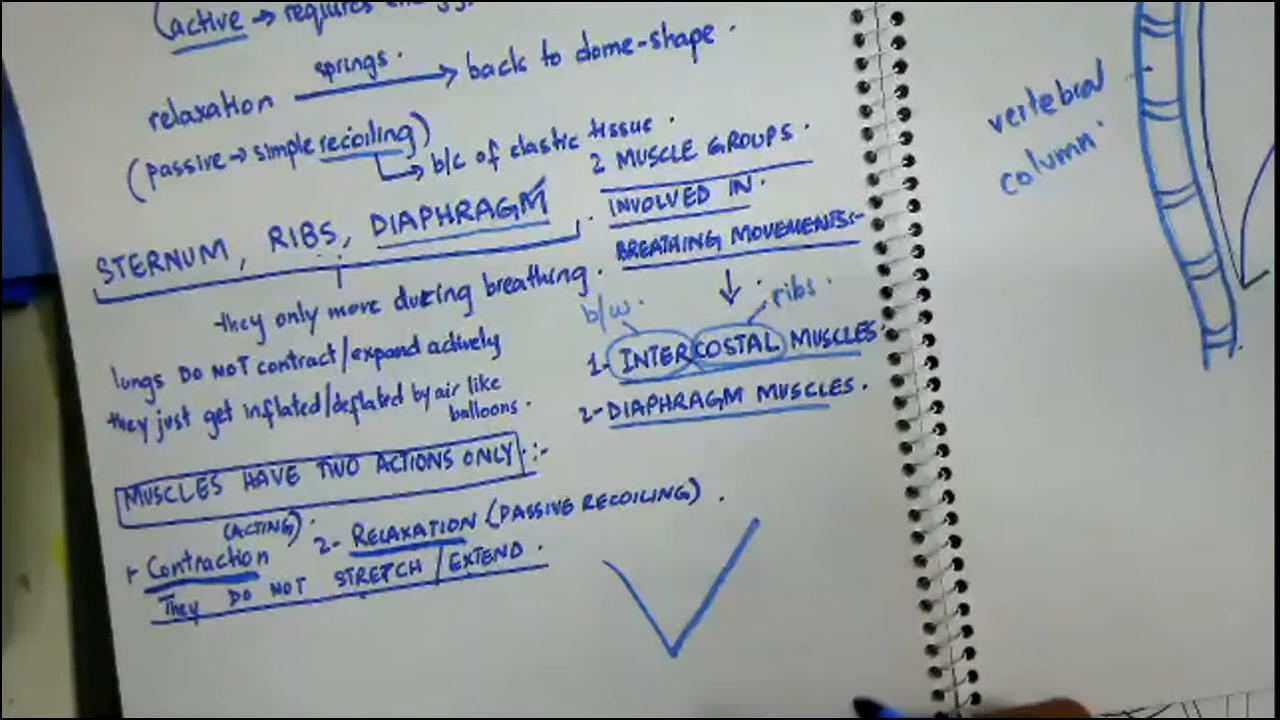 (active → requires
relaxation springs. → back to dome-shape.
(passive → simple recoiling)
↳ b/c of elastic tissue.
STERNUM, RIBS, DIAPHRAGM.
they only move during breathing.
lungs DO NOT contract/expand actively
they just get inflated/deflated by air like
balloons.
MUSCLES HAVE TWO ACTIONS ONLY:-
(ACTING).
1- Contraction 2- RELAXATION (PASSIVE RECOILING).
They DO NOT STRETCH/EXTEND.
2 MUSCLE GROUPS.
INVOLVED IN.
BREATHING MOVEMENTS:-
b/w. ribs.
1- INTERCOSTAL MUSCLES.
2- DIAPHRAGM MUSCLES.
vertebral
column.